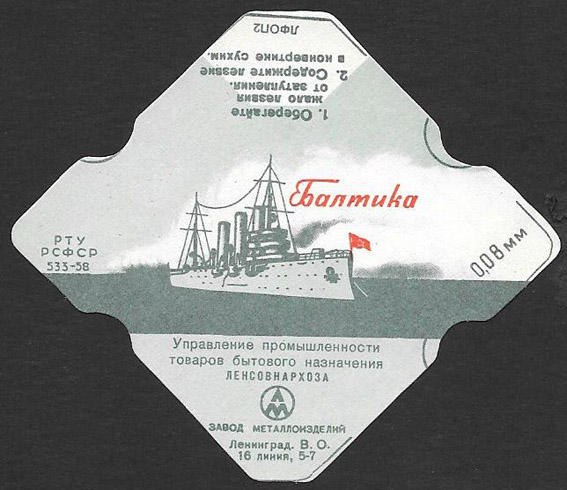 ЛФОП2
1. Оберегайте
жало лезвия
от затупления.
2. Содержите лезвие
в конвертике сухим.
Балтика
РТУ
РСФСР
533-58
0,08 мм
Управление промышленности
товаров бытового назначения
ЛЕНСОВНАРХОЗА
ЛМ
ЗАВОД МЕТАЛЛОИЗДЕЛИЙ
Ленинград. В. О.
16 линия, 5-7